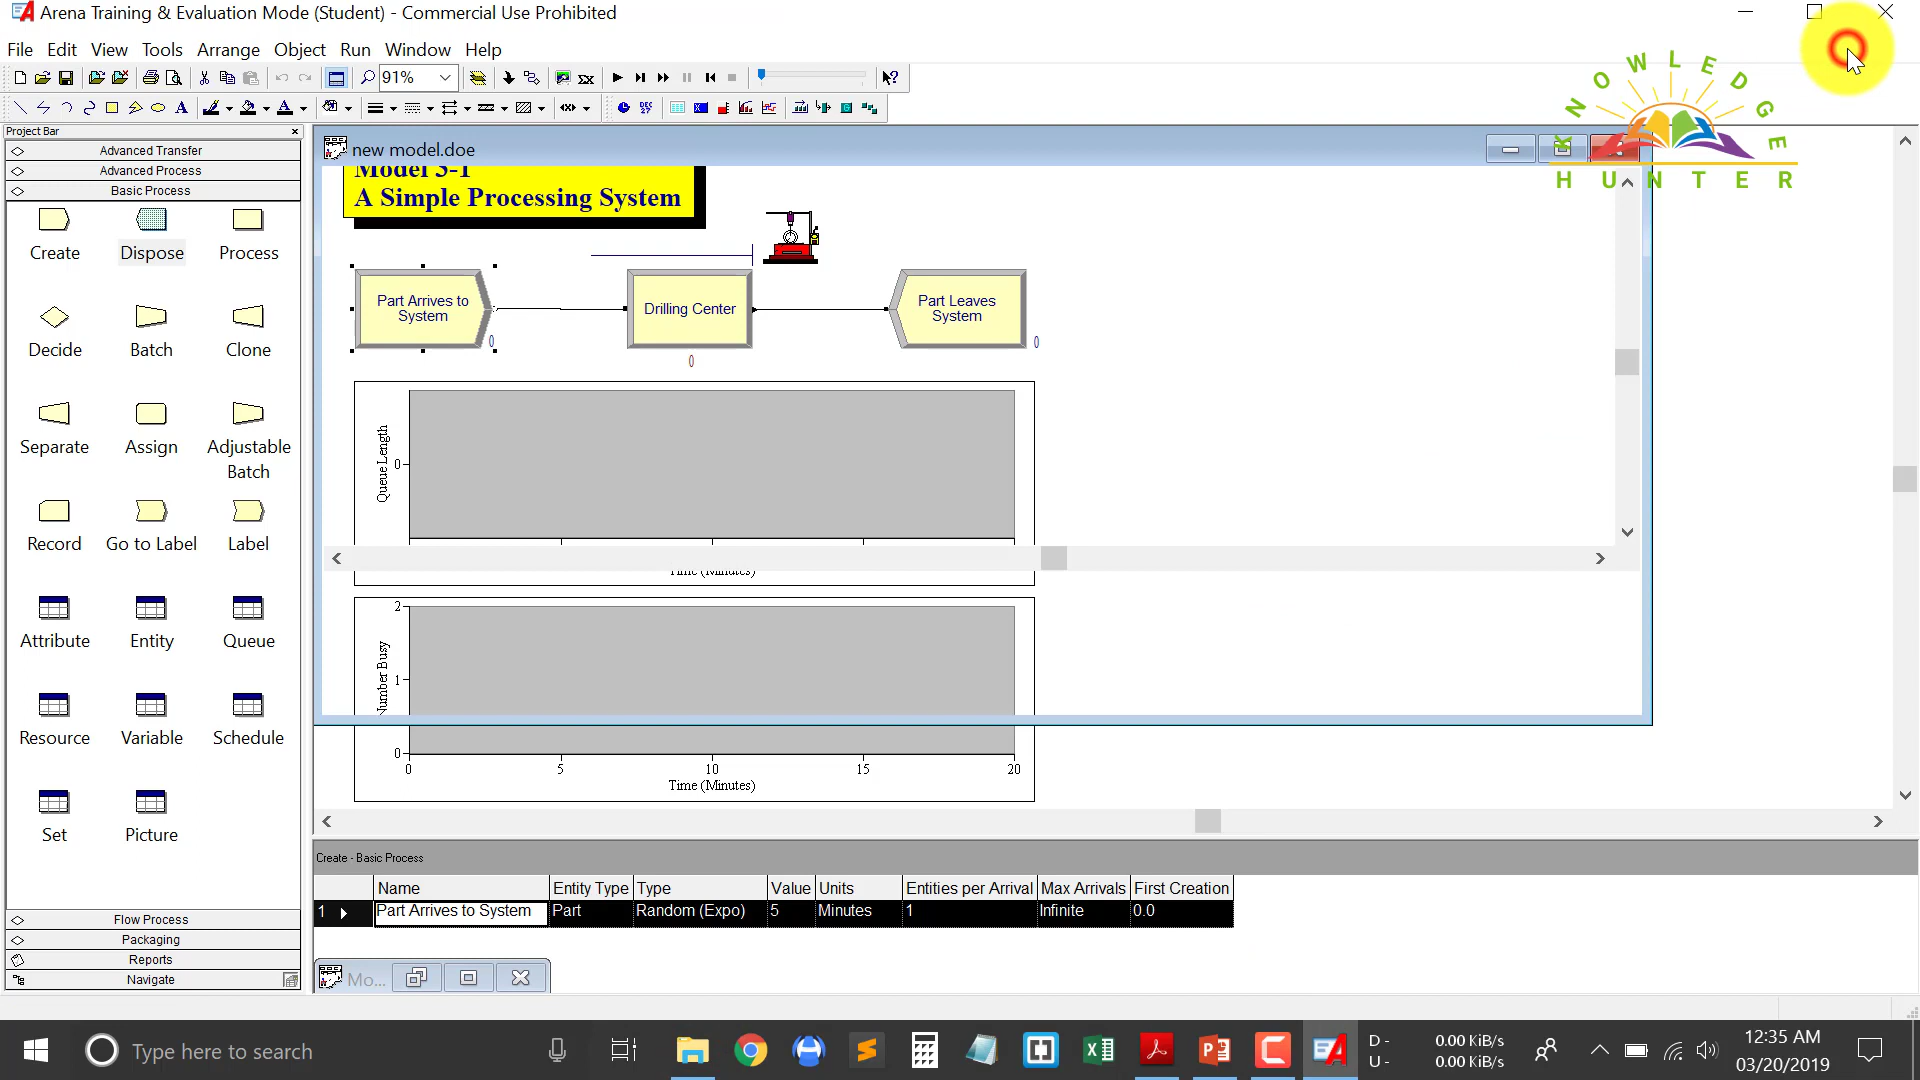 Arena Training & Evaluation Mode (Student) - Commercial Use Prohibited
File Edit View Tools Arrange Object Run Window Help
91%
KNOWLEDGE
HUNTER
Project Bar
Advanced Transfer
Advanced Process
Basic Process
Create
Dispose
Process
Decide
Batch
Clone
Separate
Assign
Adjustable
Batch
Record
Go to Label
Label
Attribute
Entity
Queue
Resource
Variable
Schedule
Set
Picture
Flow Process
Packaging
Reports
Navigate
new model.doe
Model 3-1
A Simple Processing System
Part Arrives to
System
0
Drilling Center
0
Part Leaves
System
0
Queue Length
0
Time (Minutes)
Number Busy
2
1
0
0 5 10 15 20
Time (Minutes)
Create - Basic Process
Name Entity Type Type Value Units Entities per Arrival Max Arrivals First Creation
1 Part Arrives to System Part Random (Expo) 5 Minutes 1 Infinite 0.0
Mo...
Type here to search
D - 0.00 KiB/s
U - 0.00 KiB/s
12:35 AM
03/20/2019